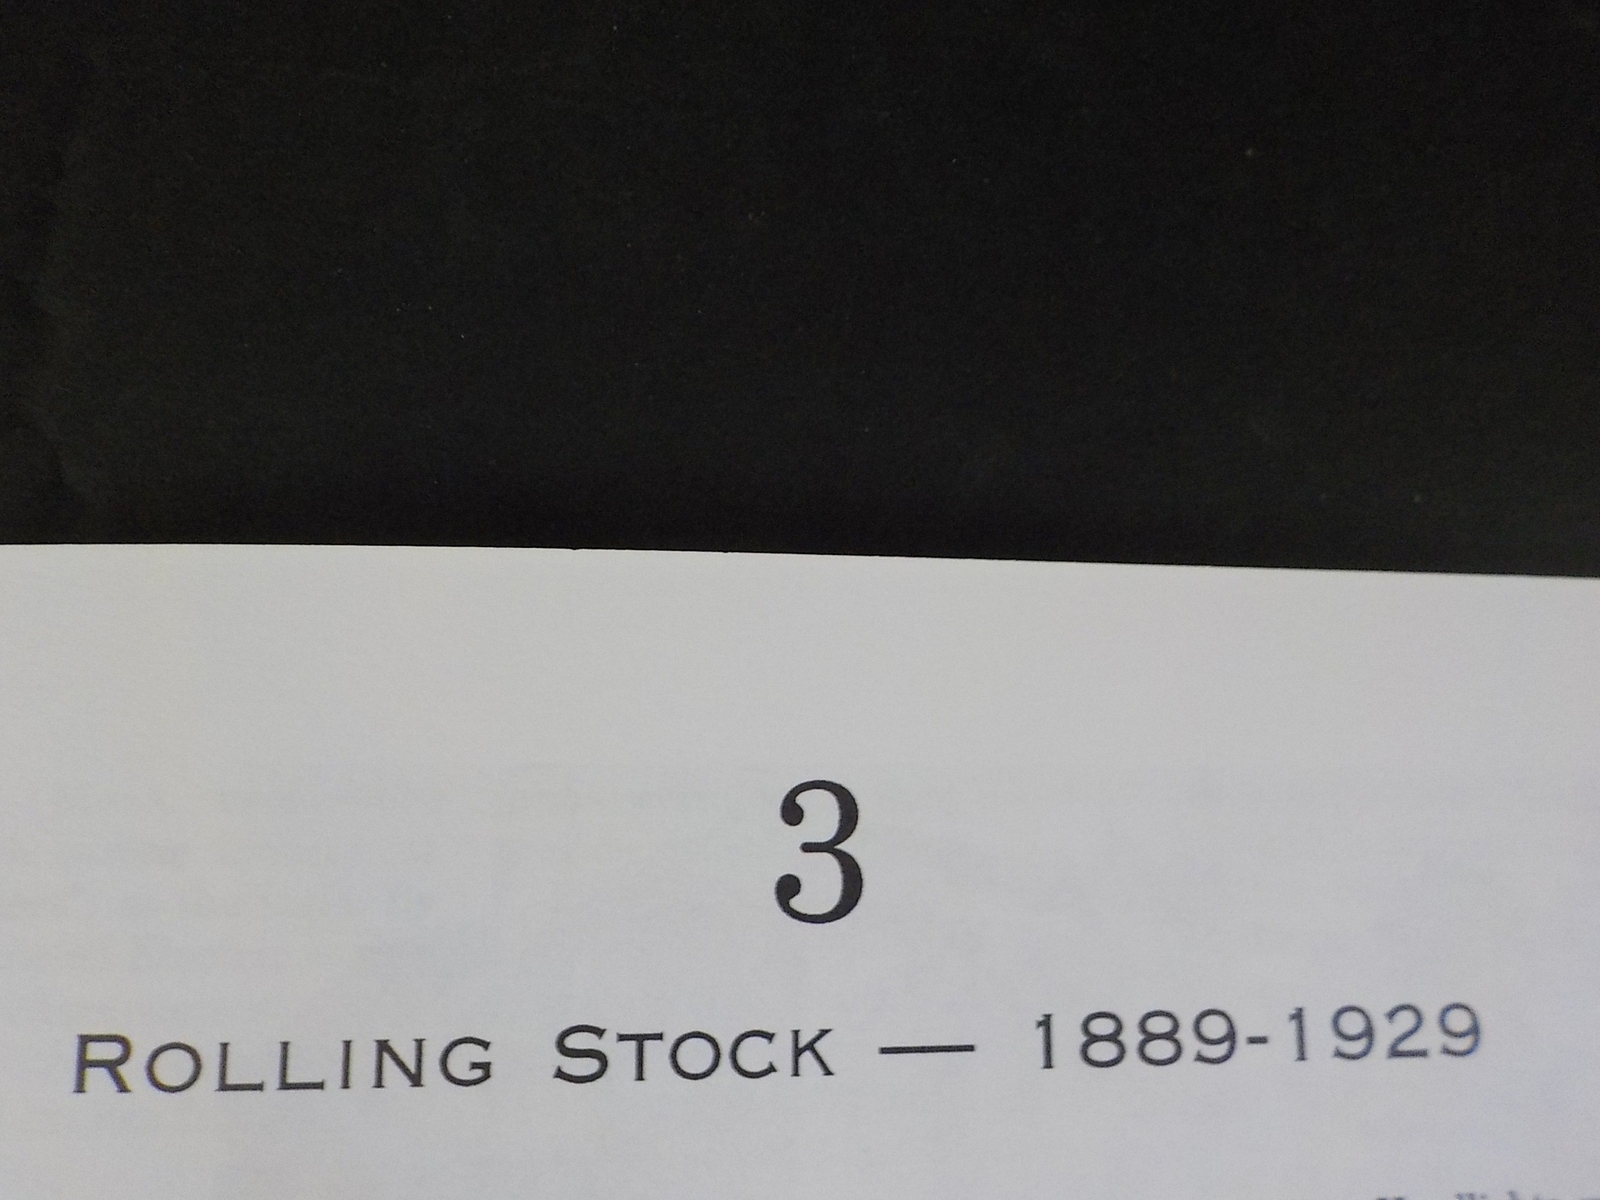 3
ROLLING STOCK — 1889-1929